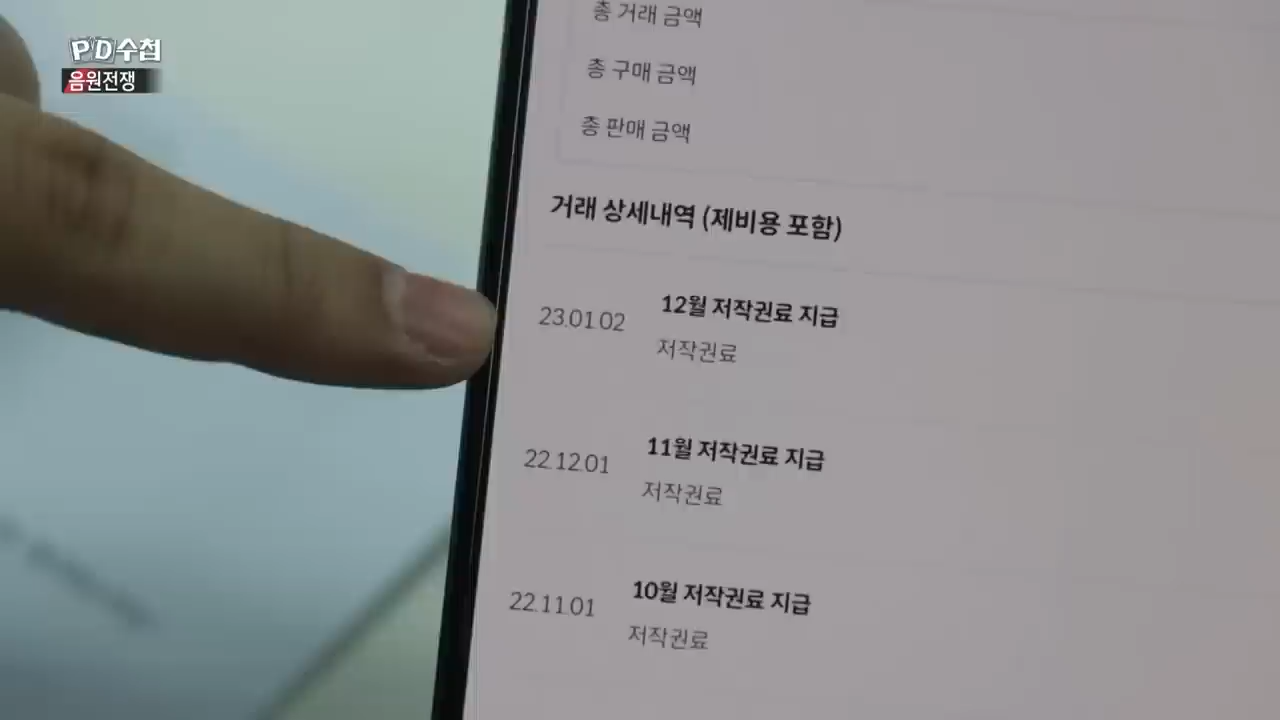 PD수첩
음원전쟁
총 거래 금액
총 구매 금액
총 판매 금액
거래 상세내역 (제비용 포함)
23.01.02
12월 저작권료 지급
저작권료
22.12.01
11월 저작권료 지급
저작권료
22.11.01
10월 저작권료 지급
저작권료